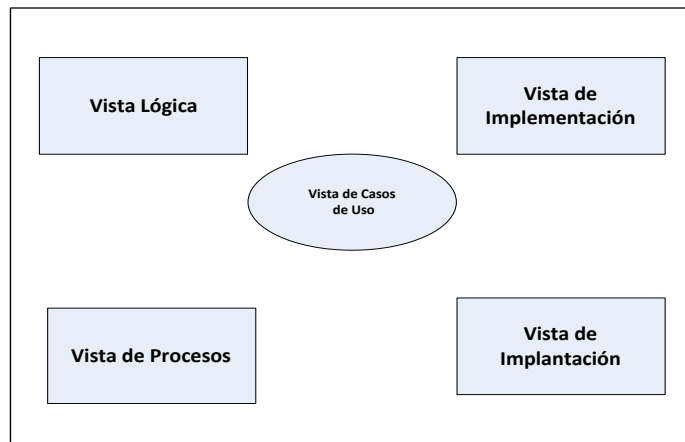 Vista Lógica
Vista de
Implementación
Vista de Casos
de Uso
Vista de Procesos
Vista de
Implantación